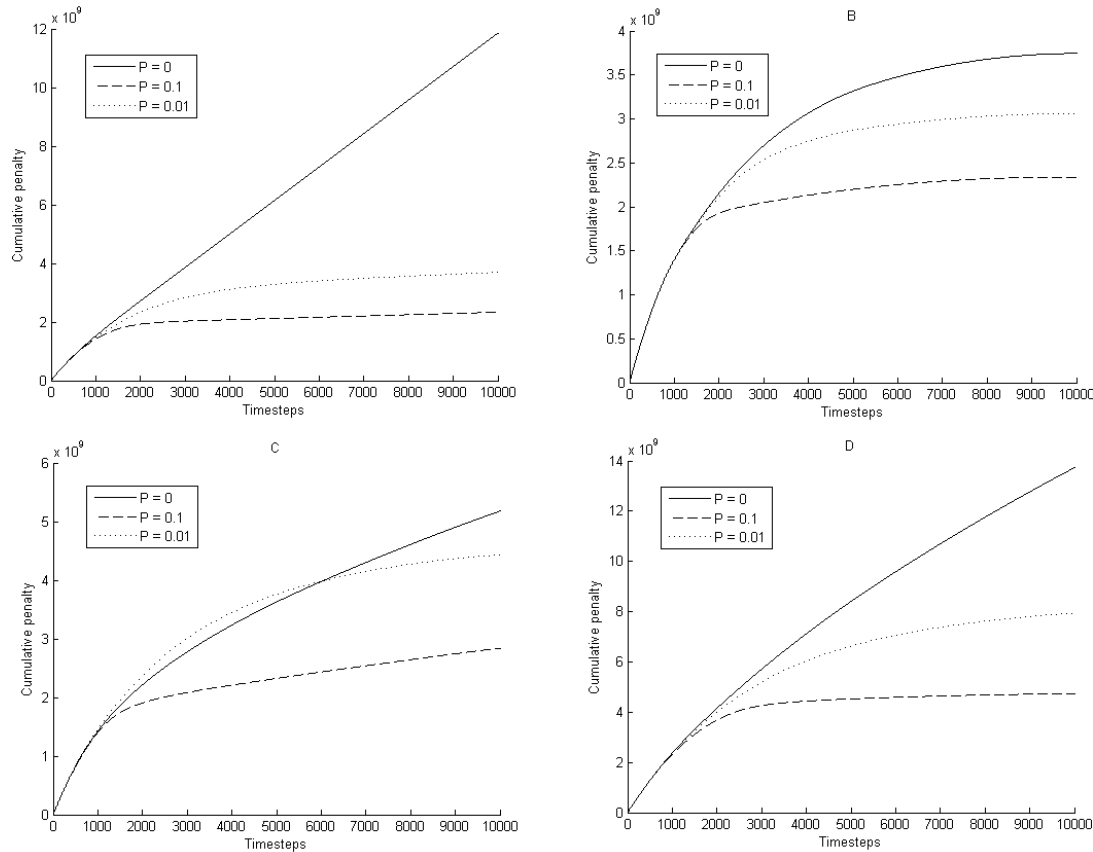 x 10^9
12
10
8
6
4
2
0
Cumulative penalty
P = 0
P = 0.1
P = 0.01
0 1000 2000 3000 4000 5000 6000 7000 8000 9000 10000
Timesteps
B
x 10^9
4
3.5
3
2.5
2
1.5
1
0.5
0
Cumulative penalty
P = 0
P = 0.1
P = 0.01
0 1000 2000 3000 4000 5000 6000 7000 8000 9000 10000
Timesteps
C
x 10^9
6
5
4
3
2
1
0
Cumulative penalty
P = 0
P = 0.1
P = 0.01
0 1000 2000 3000 4000 5000 6000 7000 8000 9000 10000
Timesteps
D
x 10^9
14
12
10
8
6
4
2
0
Cumulative penalty
P = 0
P = 0.1
P = 0.01
0 1000 2000 3000 4000 5000 6000 7000 8000 9000 10000
Timesteps